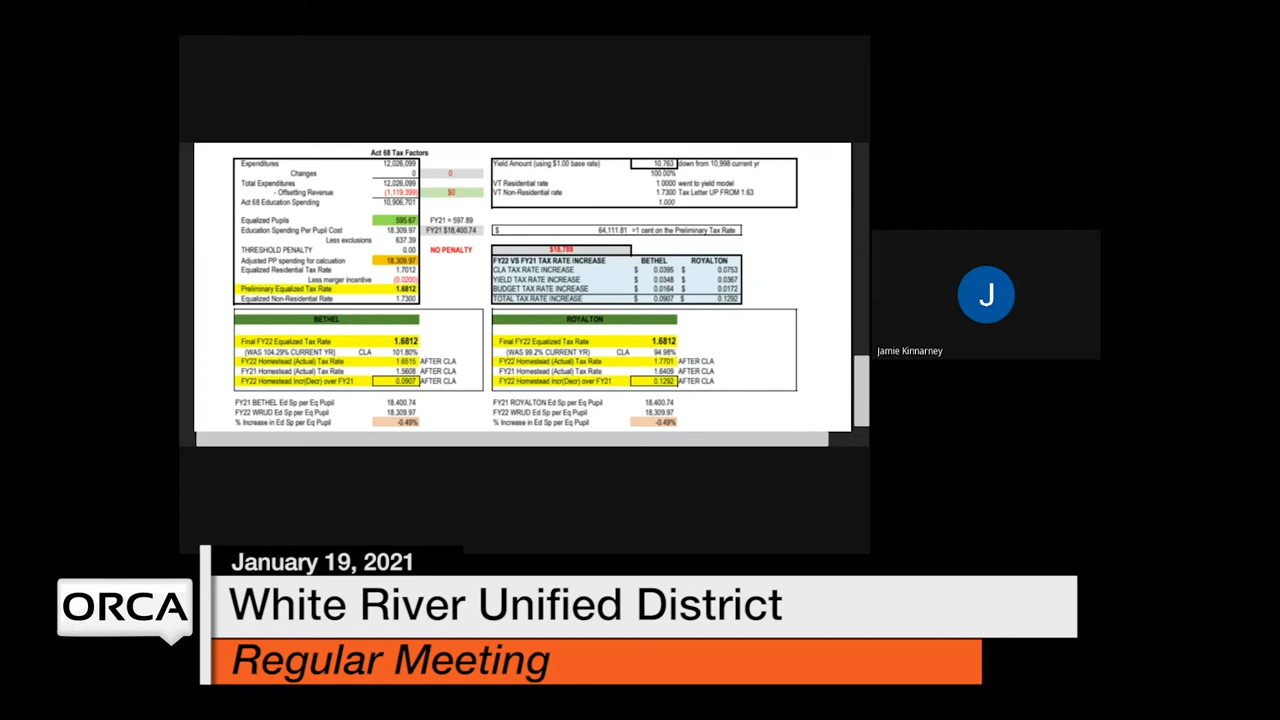 Act 68 Tax Factors
Expenditures 12,026,099
Changes 0 0
Total Expenditures 12,026,099
- Offsetting Revenue (1,119,399) $0
Act 68 Education Spending 10,906,701
Equalized Pupils 595.67 FY21 = 597.89
Education Spending Per Pupil Cost 18,309.97 FY21 $18,400.74
Less exclusions 637.39
THRESHOLD PENALTY 0.00 NO PENALTY
Adjusted PP spending for calcuation 18,309.97
Equalized Residential Tax Rate 1.7012
Less merger incentive (0.0200)
Preliminary Equalized Tax Rate 1.6812
Equalized Non-Residential Rate 1.7300
Yield Amount (using $1.00 base rate) 10,763 down from 10,998 current yr
100.00%
VT Residential rate 1.0000 went to yield model
VT Non-Residential rate 1.7300 Tax Letter UP FROM 1.63
1.000
$ 64,111.81 =1 cent on the Preliminary Tax Rate
$18,789
FY22 VS FY21 TAX RATE INCREASE BETHEL ROYALTON
CLA TAX RATE INCREASE $ 0.0395 $ 0.0753
YIELD TAX RATE INCREASE $ 0.0348 $ 0.0367
BUDGET TAX RATE INCREASE $ 0.0164 $ 0.0172
TOTAL TAX RATE INCREASE $ 0.0907 $ 0.1292
BETHEL
Final FY22 Equalized Tax Rate 1.6812
(WAS 104.29% CURRENT YR) CLA 101.80%
FY22 Homestead (Actual) Tax Rate 1.6515 AFTER CLA
FY21 Homestead (Actual) Tax Rate 1.5608 AFTER CLA
FY22 Homestead Incr(Decr) over FY21 0.0907 AFTER CLA
FY21 BETHEL Ed Sp per Eq Pupil 18,400.74
FY22 WRUD Ed Sp per Eq Pupil 18,309.97
% Increase in Ed Sp per Eq Pupil -0.49%
ROYALTON
Final FY22 Equalized Tax Rate 1.6812
(WAS 99.2% CURRENT YR) CLA 94.98%
FY22 Homestead (Actual) Tax Rate 1.7701 AFTER CLA
FY21 Homestead (Actual) Tax Rate 1.6409 AFTER CLA
FY22 Homestead Incr(Decr) over FY21 0.1292 AFTER CLA
FY21 ROYALTON Ed Sp per Eq Pupil 18,400.74
FY22 WRUD Ed Sp per Eq Pupil 18,309.97
% Increase in Ed Sp per Eq Pupil -0.49%
J
Jamie Kinnarney
January 19, 2021
ORCA
White River Unified District
Regular Meeting